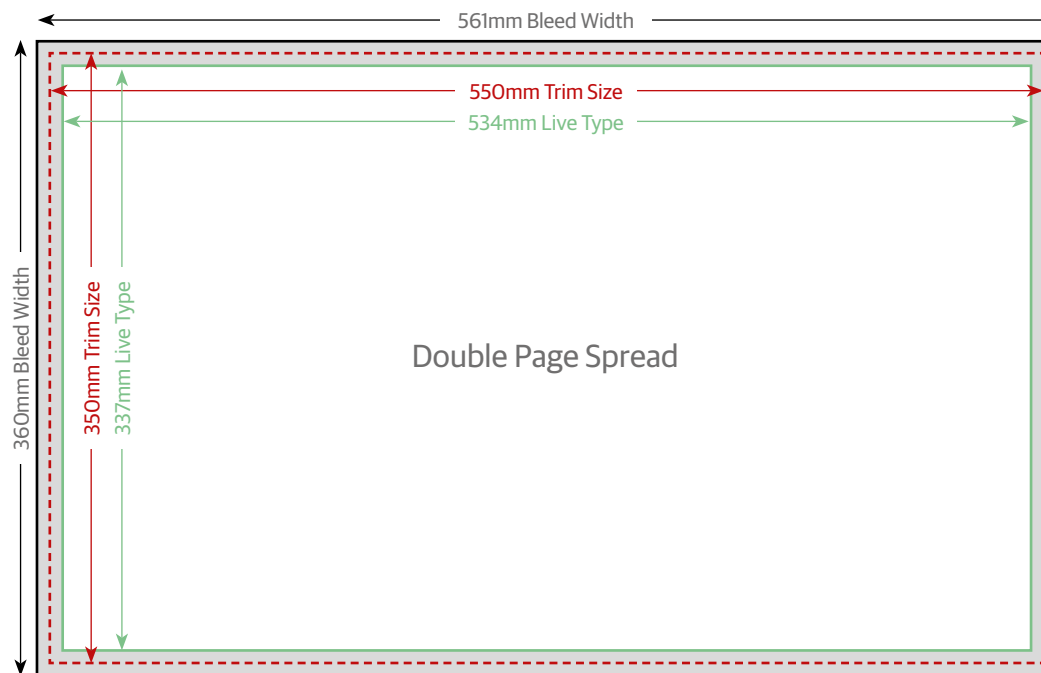 561mm Bleed Width
550mm Trim Size
534mm Live Type
360mm Bleed Width
350mm Trim Size
337mm Live Type
Double Page Spread